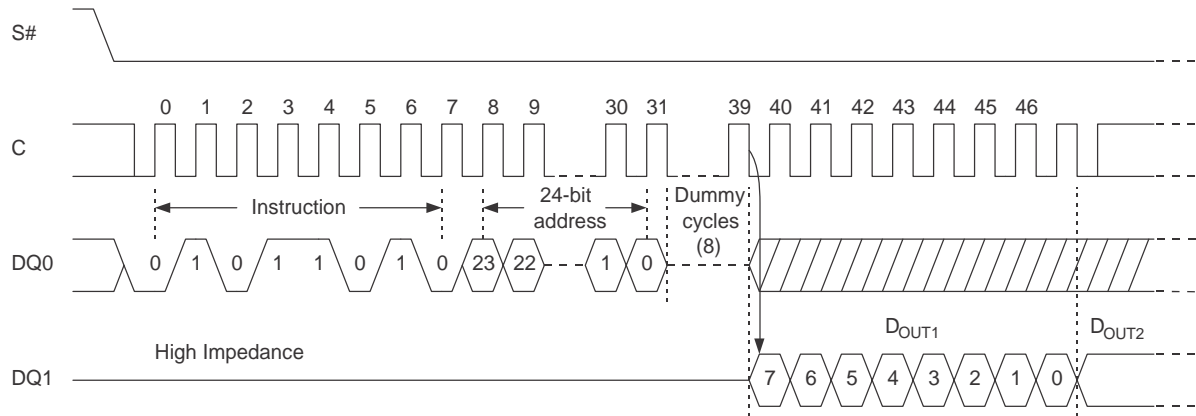 S#
0 1 2 3 4 5 6 7 8 9 30 31 39 40 41 42 43 44 45 46
C
Instruction
24-bit
address
Dummy
cycles
(8)
DQ0
0 1 0 1 1 0 1 0 23 22 1 0
DOUT1 DOUT2
High Impedance
DQ1
7 6 5 4 3 2 1 0